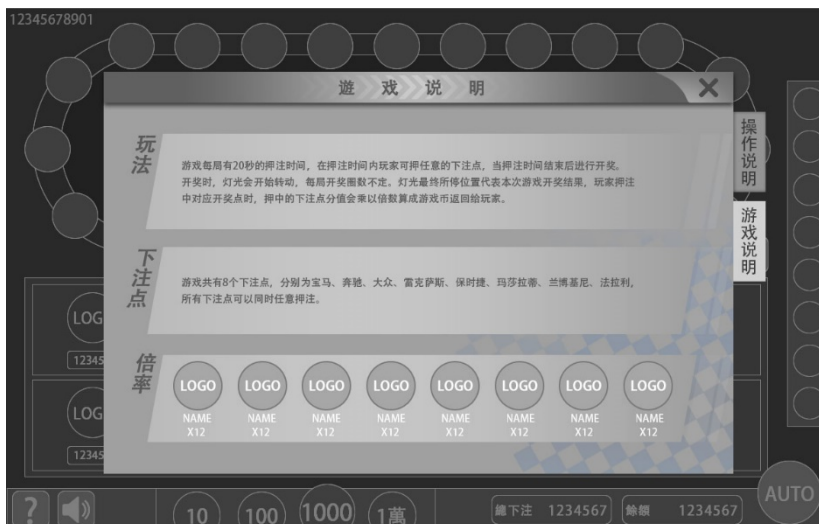 12345678901
遊戏说明
玩法
游戏每局有20秒的押注时间,在押注时间内玩家可押任意的下注点,当押注时间结束后进行开奖。
开奖时,灯光会开始转动,每局开奖圈数不定。灯光最终所停位置代表本次游戏开奖结果,玩家押注
中对应开奖点时,押中的下注点分值会乘以倍数算成游戏币返回给玩家。
操作说明
游戏说明
下注点
游戏共有8个下注点,分别为宝马、奔驰、大众、雷克萨斯、保时捷、玛莎拉蒂、兰博基尼、法拉利,
所有下注点可以同时任意押注。
LOG
12345
倍率
LOGO LOGO LOGO LOGO LOGO LOGO LOGO LOGO
NAME NAME NAME NAME NAME NAME NAME NAME
X12 X12 X12 X12 X12 X12 X12 X12
LOG
12345
? 10 100 1000 1萬 總下注 1234567 餘額 1234567 AUTO